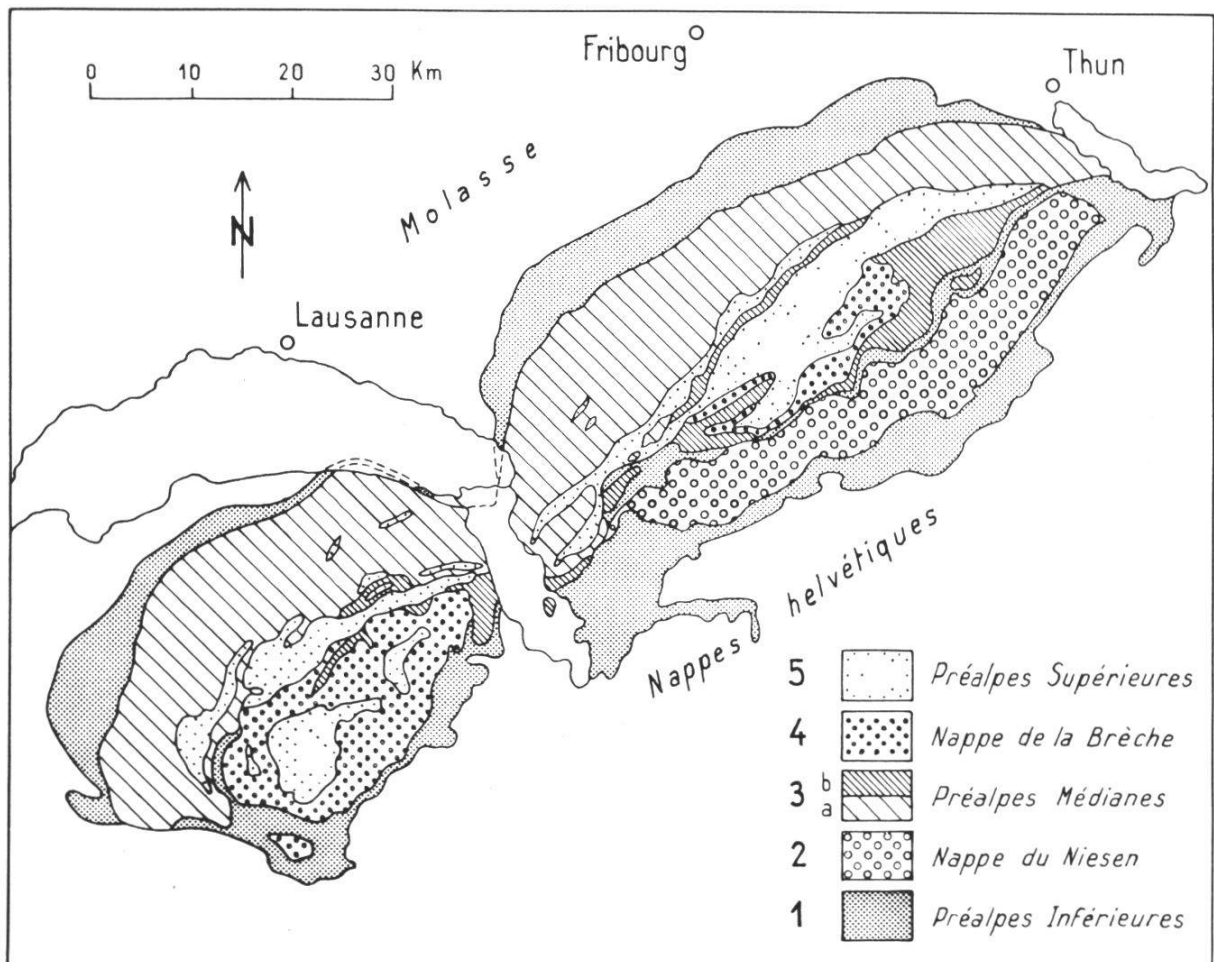 Fribourg
Thun
0 10 20 30 Km
Molasse
N
Lausanne
Nappes helvétiques
5 Préalpes Supérieures
4 Nappe de la Brèche
3 b a Préalpes Médianes
2 Nappe du Niesen
1 Préalpes Inférieures